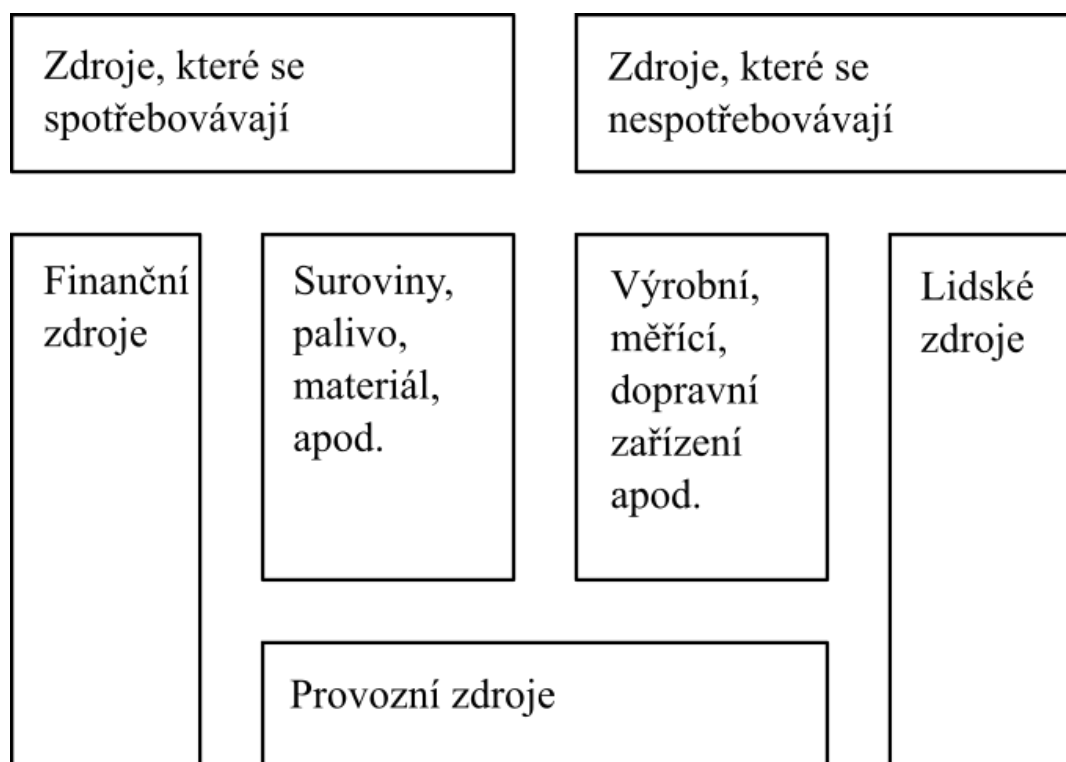 Zdroje, které se
spotřebovávají
Zdroje, které se
nespotřebovávají
Finanční
zdroje
Suroviny,
palivo,
materiál,
apod.
Výrobní,
měřící,
dopravní
zařízení
apod.
Lidské
zdroje
Provozní zdroje